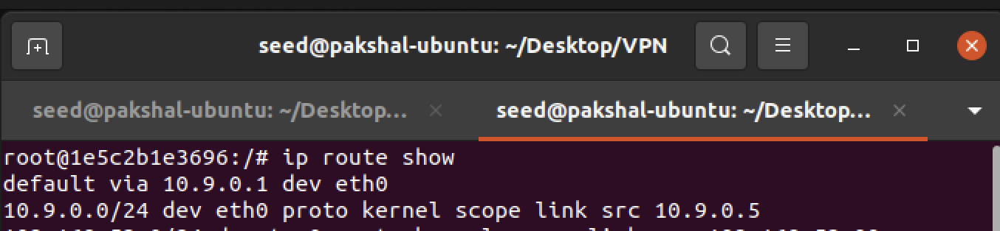 seed@pakshal-ubuntu: ~/Desktop/VPN
seed@pakshal-ubuntu: ~/Desktop...
seed@pakshal-ubuntu: ~/Desktop...
root@1e5c2b1e3696:/# ip route show
default via 10.9.0.1 dev eth0
10.9.0.0/24 dev eth0 proto kernel scope link src 10.9.0.5